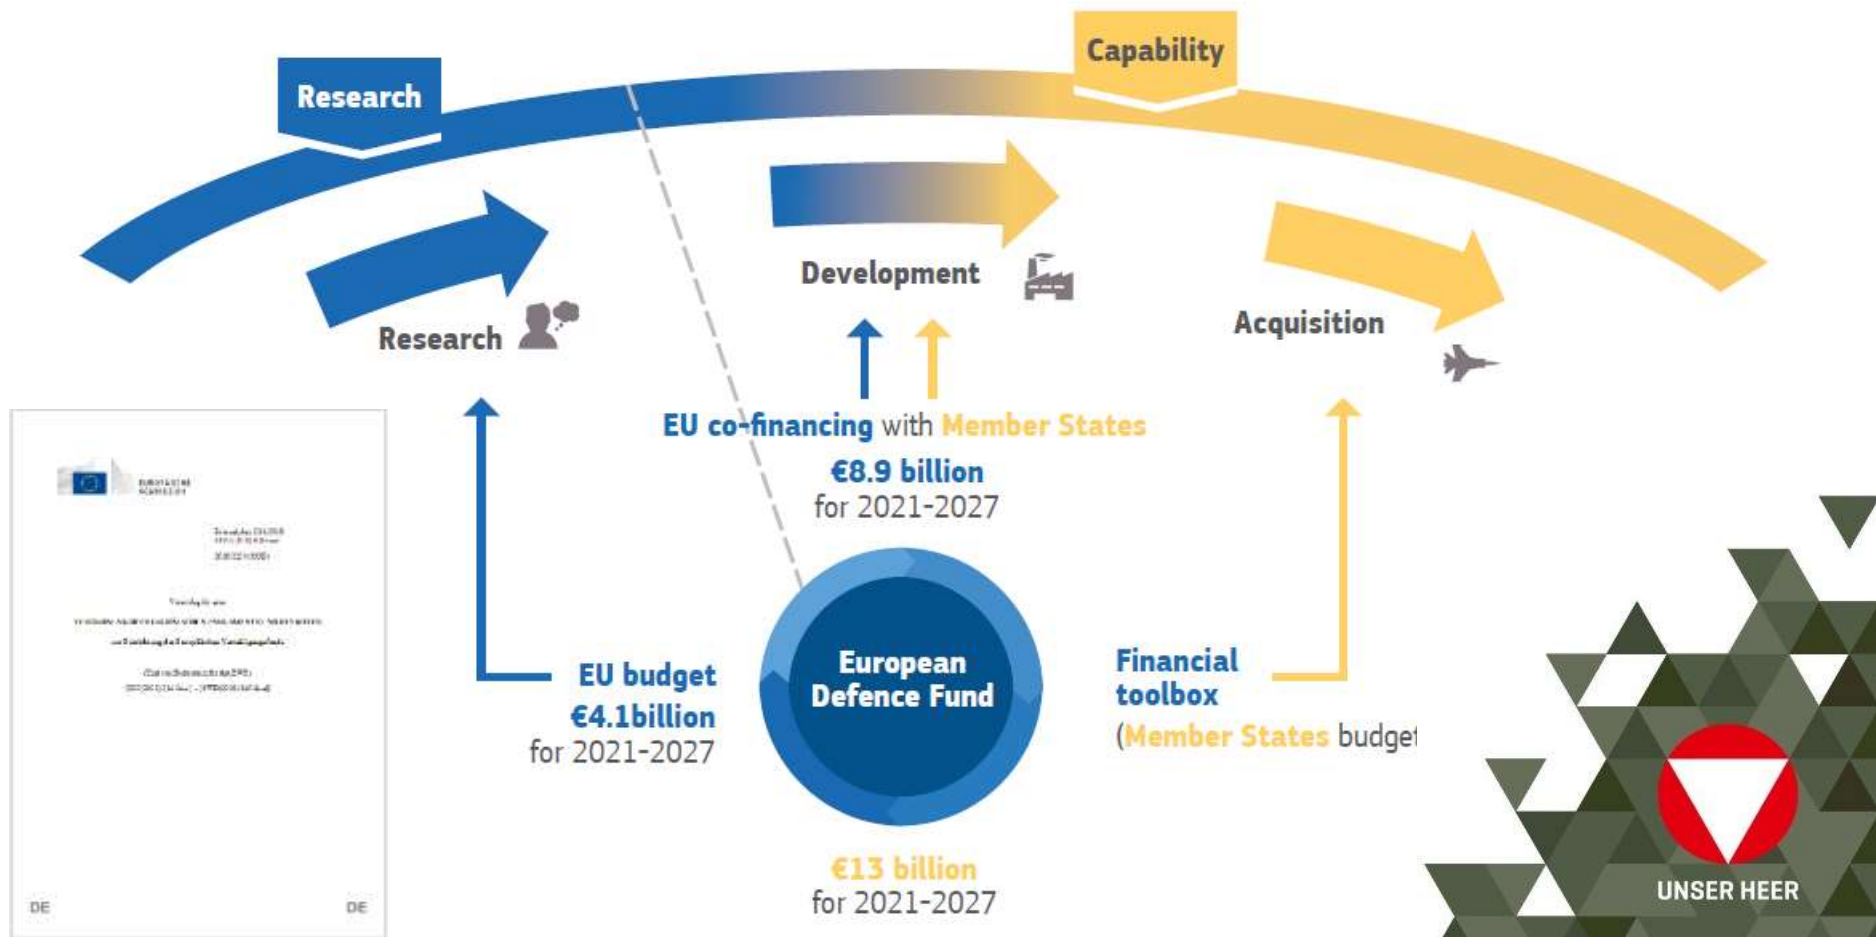 Research
Capability
Research
Development
Acquisition
EU co-financing with Member States
€8.9 billion
for 2021-2027
EU budget
€4.1billion
for 2021-2027
European
Defence Fund
Financial
toolbox
(Member States budget
€13 billion
for 2021-2027
DE
DE
UNSER HEER